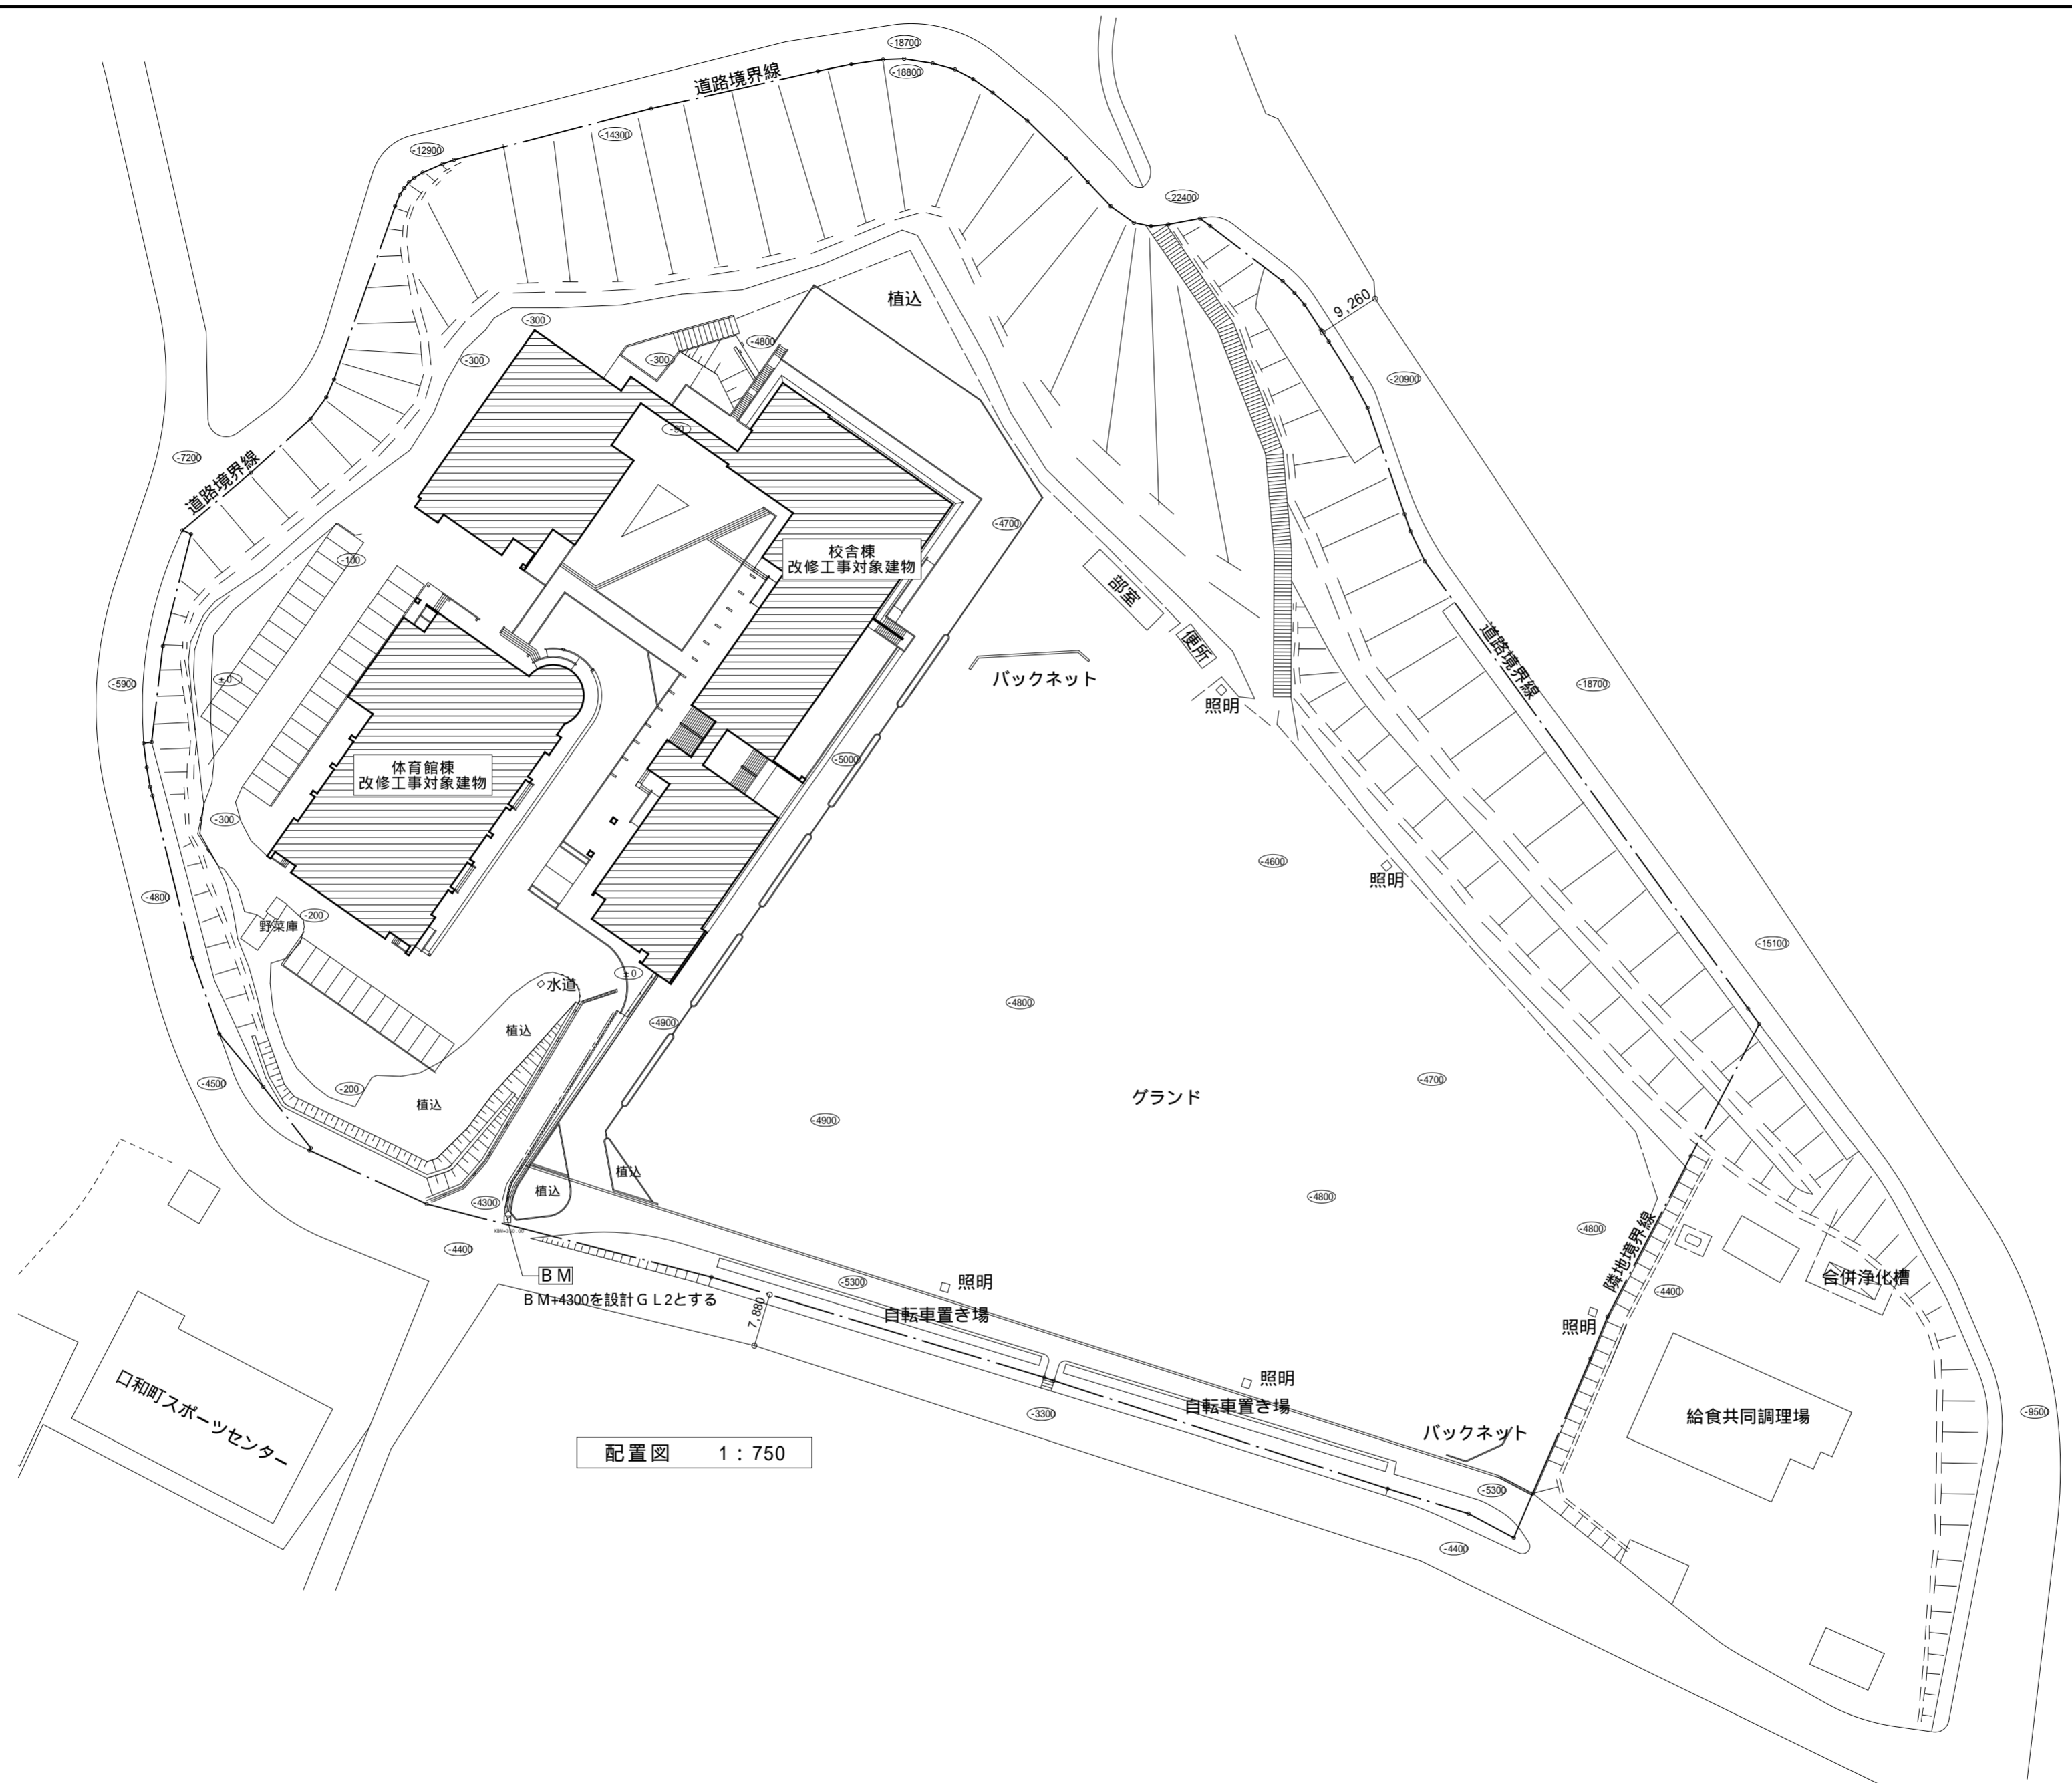 -18700
道路境界線
-18800
-14300
-12900
-22400
植込
9,260
-300
-4800
-300
-300
-20900
-90
-7200
道路境界線
-4700
-100
校舎棟
改修工事対象建物
部室
便所
道路境界線
バックネット
±0
-5900
-18700
照明
-5000
体育館棟
改修工事対象建物
-300
-4600
照明
-4800
-200
野菜庫
-15100
±0
水道
-4800
-4900
植込
-4500
-4700
-200
植込
グランド
-4900
植込
植込
-4800
-4300
-4800
隣地境界線
-4400
BM
BM+4300を設計GL2とする
-5300
照明
合併浄化槽
-4400
7,880
自転車置き場
照明
口和町スポーツセンター
照明
自転車置き場
-3300
バックネット
給食共同調理場
-9500
配置図 1:750
-5300
-4400